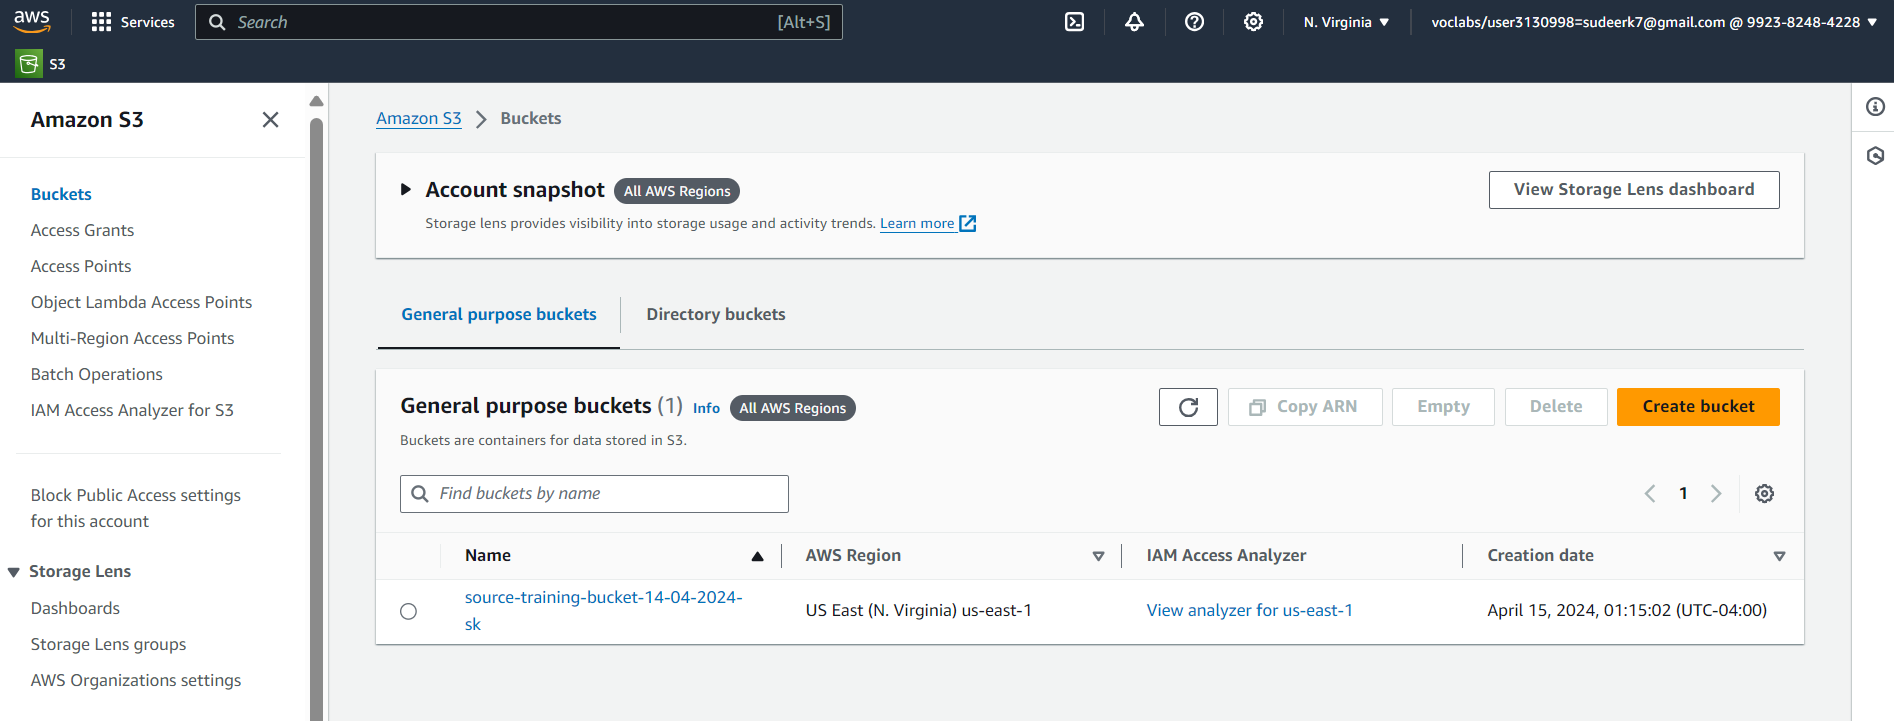 aws
Services
Search
[Alt+S]
N. Virginia
voclabs/user3130998=sudeerk7@gmail.com @ 9923-8248-4228
S3
Amazon S3
Buckets
Access Grants
Access Points
Object Lambda Access Points
Multi-Region Access Points
Batch Operations
IAM Access Analyzer for S3
Block Public Access settings
for this account
Storage Lens
Dashboards
Storage Lens groups
AWS Organizations settings
Amazon S3
Buckets
Account snapshot
All AWS Regions
View Storage Lens dashboard
Storage lens provides visibility into storage usage and activity trends. Learn more
General purpose buckets
Directory buckets
General purpose buckets (1)
Info
All AWS Regions
Copy ARN
Empty
Delete
Create bucket
Buckets are containers for data stored in S3.
Find buckets by name
1
Name
AWS Region
IAM Access Analyzer
Creation date
source-training-bucket-14-04-2024-
sk
US East (N. Virginia) us-east-1
View analyzer for us-east-1
April 15, 2024, 01:15:02 (UTC-04:00)